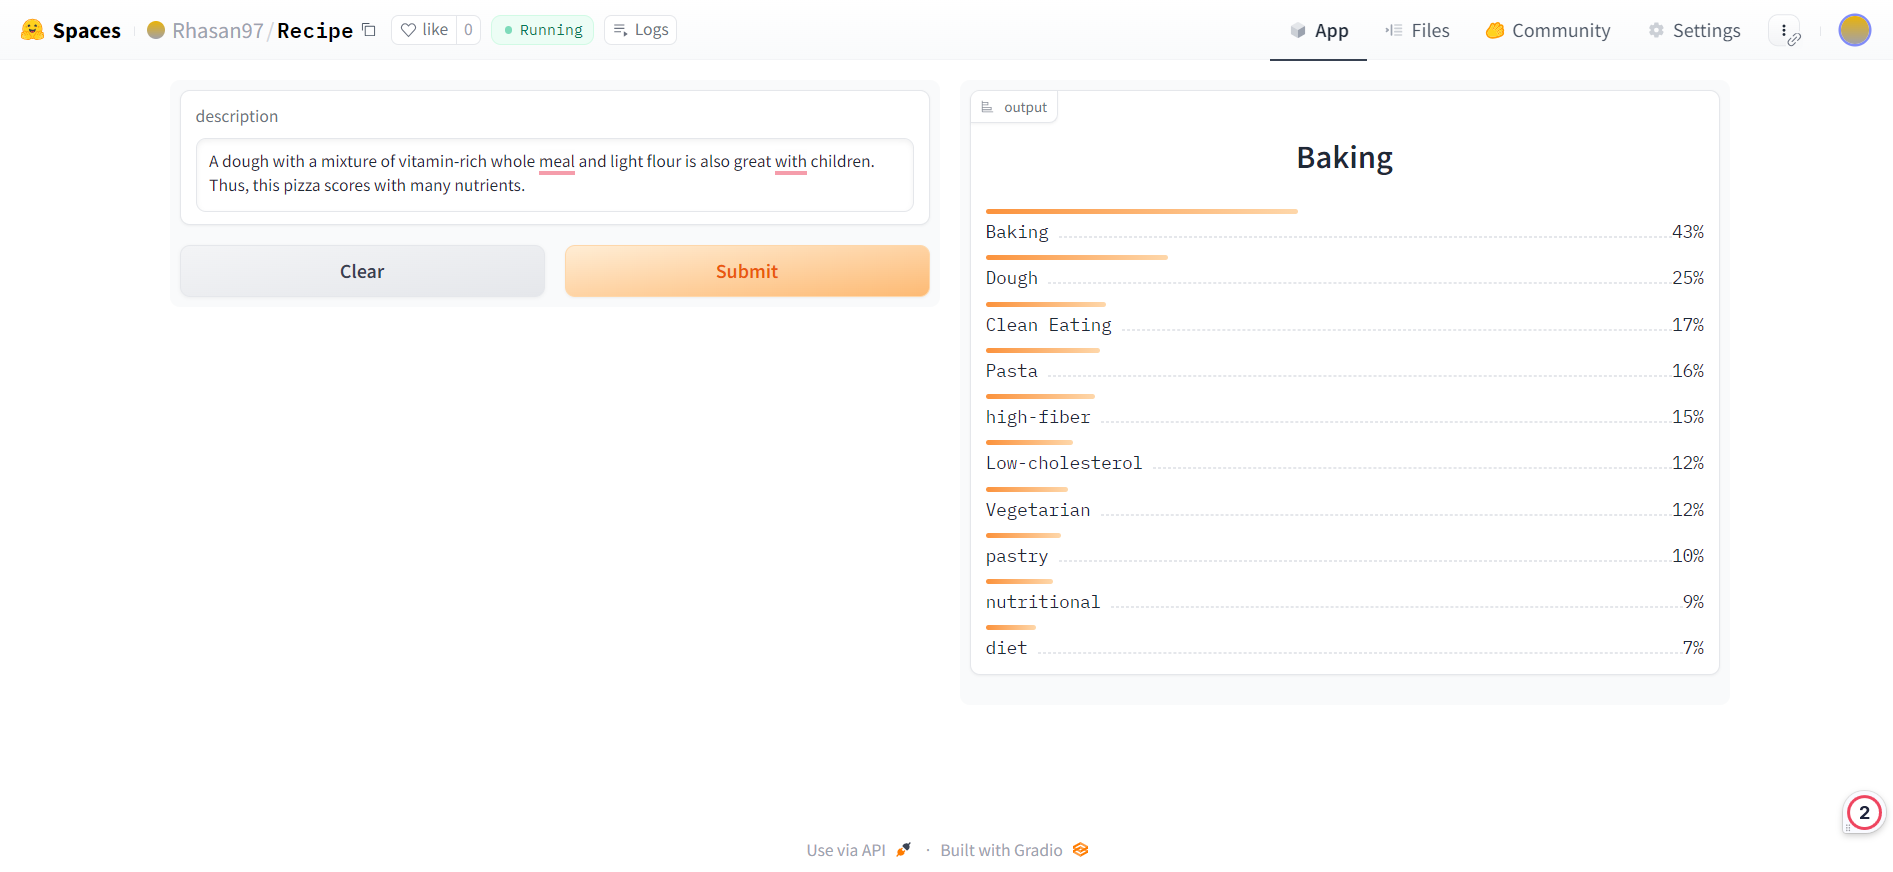 Spaces Rhasan97/Recipe like 0 Running Logs App Files Community Settings
description
A dough with a mixture of vitamin-rich whole meal and light flour is also great with children.
Thus, this pizza scores with many nutrients.
Clear Submit
output
Baking
Baking 43%
Dough 25%
Clean Eating 17%
Pasta 16%
high-fiber 15%
Low-cholesterol 12%
Vegetarian 12%
pastry 10%
nutritional 9%
diet 7%
2
Use via API · Built with Gradio